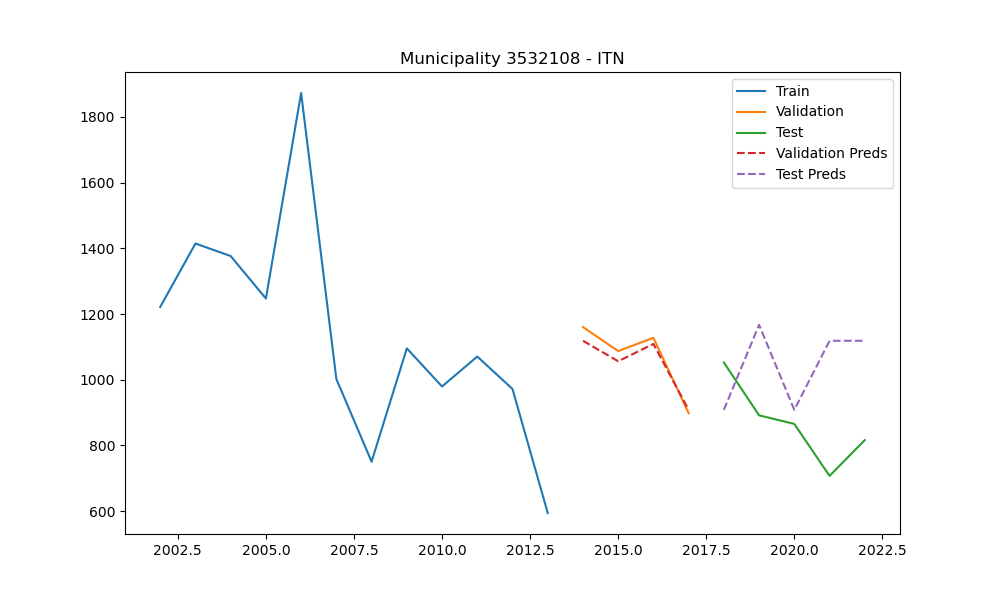 Municipality 3532108 - ITN
Train
Validation
Test
Validation Preds
Test Preds
1800
1600
1400
1200
1000
800
600
2002.5 2005.0 2007.5 2010.0 2012.5 2015.0 2017.5 2020.0 2022.5